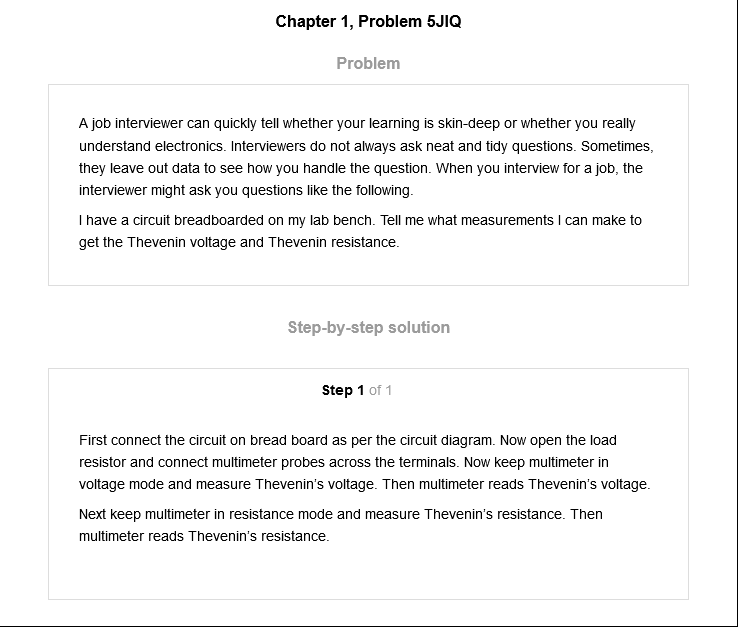 Chapter 1, Problem 5JIQ
Problem
A job interviewer can quickly tell whether your learning is skin-deep or whether you really
understand electronics. Interviewers do not always ask neat and tidy questions. Sometimes,
they leave out data to see how you handle the question. When you interview for a job, the
interviewer might ask you questions like the following.
I have a circuit breadboarded on my lab bench. Tell me what measurements I can make to
get the Thevenin voltage and Thevenin resistance.
Step-by-step solution
Step 1 of 1
First connect the circuit on bread board as per the circuit diagram. Now open the load
resistor and connect multimeter probes across the terminals. Now keep multimeter in
voltage mode and measure Thevenin’s voltage. Then multimeter reads Thevenin’s voltage.
Next keep multimeter in resistance mode and measure Thevenin’s resistance. Then
multimeter reads Thevenin’s resistance.